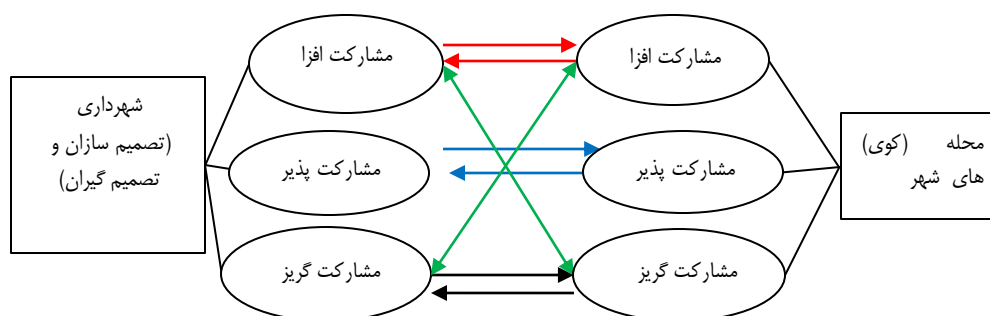 مشارکت افزا
مشارکت افزا
شهرداری
(تصمیم سازان و
تصمیم گیران)
محله (کوی)
های شهر
مشارکت پذیر
مشارکت پذیر
مشارکت گریز
مشارکت گریز